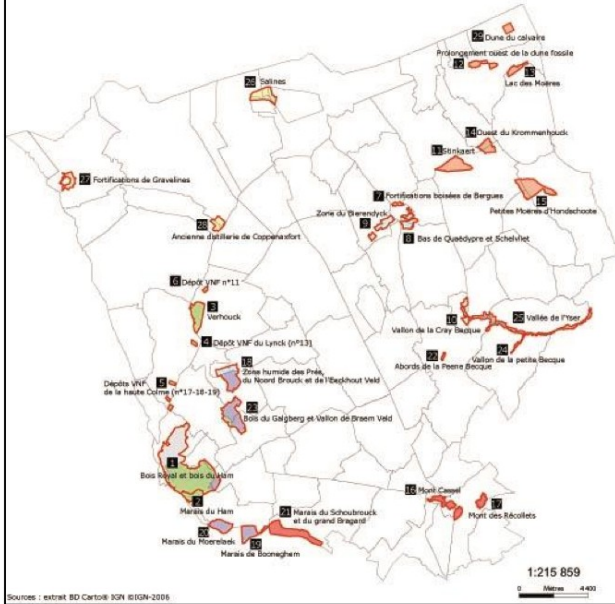 29
Dune du calvaire
Prolongement ouest de la dune fossile
12
13
Lac des Moëres
26
Salines
14
Ouest du Krommenhouck
11
Stinkaert
27 Fortifications de Gravelines
15
Petites Moëres d'Hondschoote
7
Fortifications boisées de Bergues
Zone du Bierendyck
9
8
Bas de Quaëdypre et Schelvliet
28
Ancienne distillerie de Coppenaxfort
6 Dépôt VNF n°11
3
Verhouck
10
25 Vallée de l'Yser
Vallon de la Cray Becque
4 Dépôt VNF du Lynck (n°13)
24
Vallon de la petite Becque
22
Abords de la Peene Becque
18
Zone humide des Prés,
du Noord Brouck et de l'Eeckhout Veld
5
Dépôts VNF
de la haute Colme (n°17-18-19)
23
Bois du Galgberg et Vallon de Braem Veld
1
Bois Royal et bois du Ham
2
Marais du Ham
16 Mont Cassel
17
Mont des Récollets
21 Marais du Schoubrouck
et du grand Bragard
20
Marais du Moerelaek
19
Marais de Booneghem
1:215 859
0 Mètres 4 400
Sources : extrait BD Carto® IGN ©IGN-2006